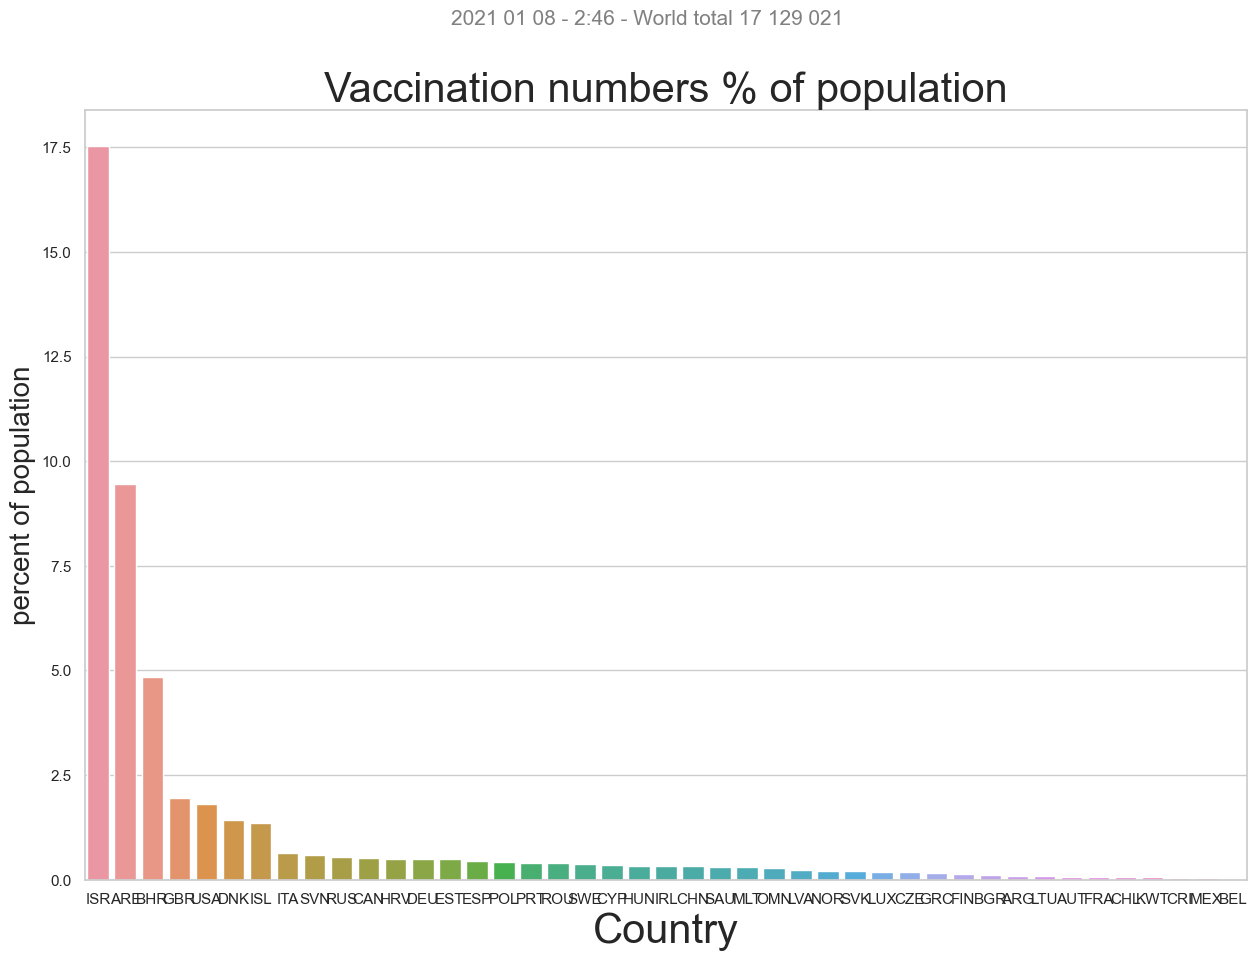 2021 01 08 - 2:46 - World total 17 129 021
Vaccination numbers % of population
17.5
15.0
12.5
10.0
7.5
5.0
2.5
0.0
percent of population
ISR ARE BHR GBR USA DNK ISL ITA SVN RUS CAN HRV DEU EST ESP POL PRT ROU SWE CYP HUN IRL CHN SAU MLT OMN LVA NOR SVK LUX CZE GRC FIN BGR ARG LTU AUT FRA CHL KWT CRI MEX BEL
Country